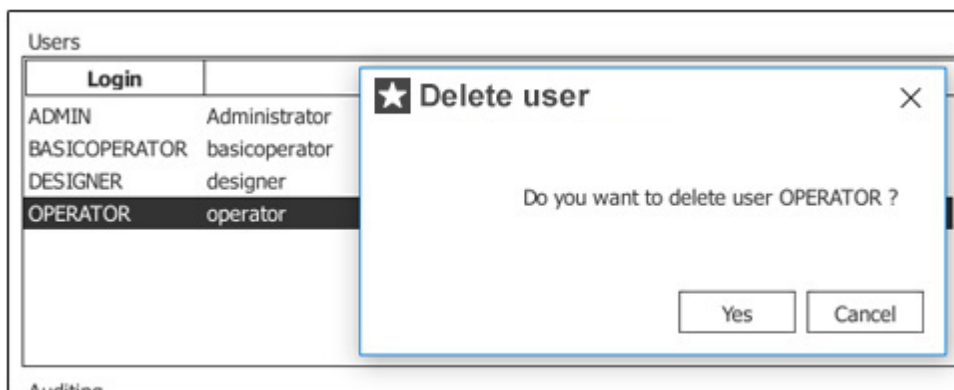 Users
Login
ADMIN Administrator
BASICOPERATOR basicoperator
DESIGNER designer
OPERATOR operator
Delete user
Do you want to delete user OPERATOR ?
Yes Cancel
Auditing